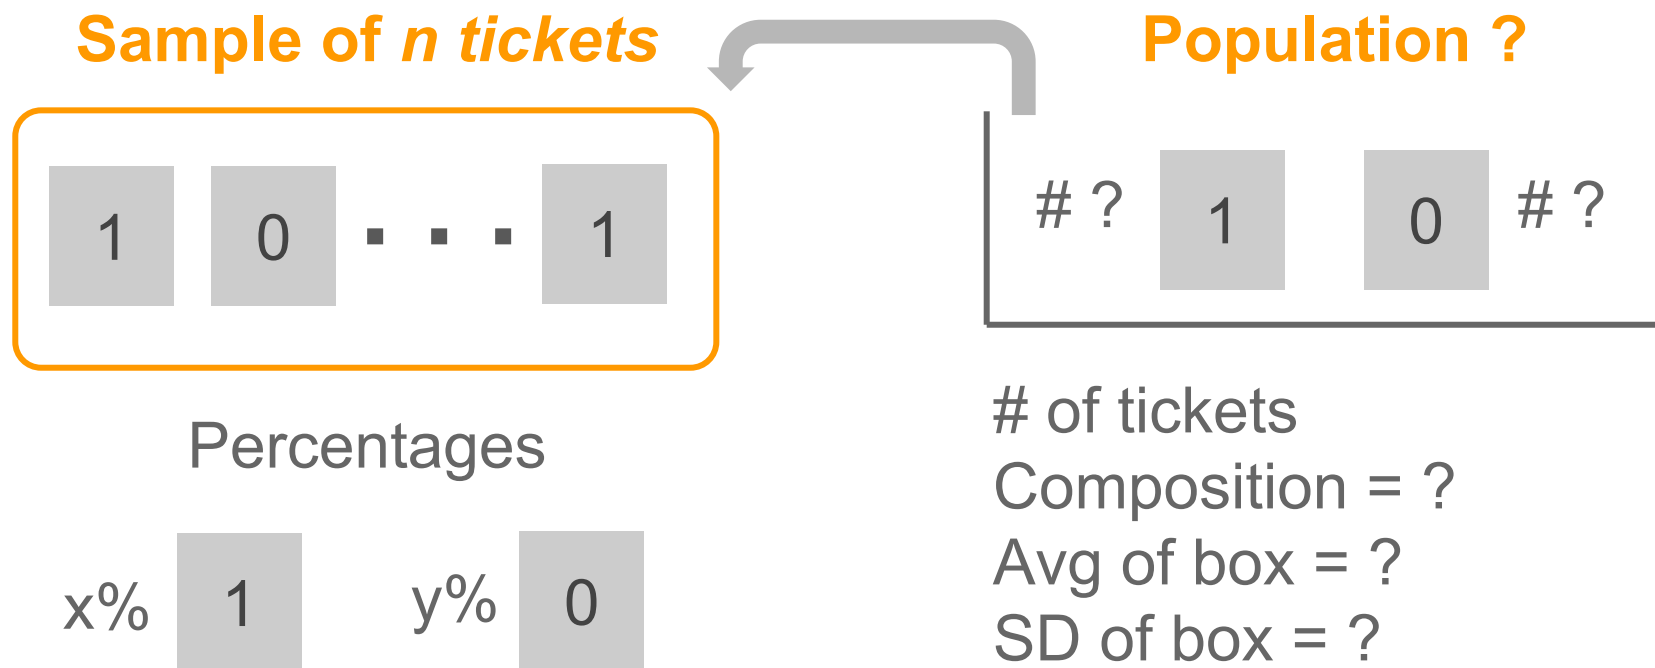 Sample of n tickets
1 0 . . . 1
Percentages
x% 1 y% 0
Population ?
# ? 1 0 # ?
# of tickets
Composition = ?
Avg of box = ?
SD of box = ?